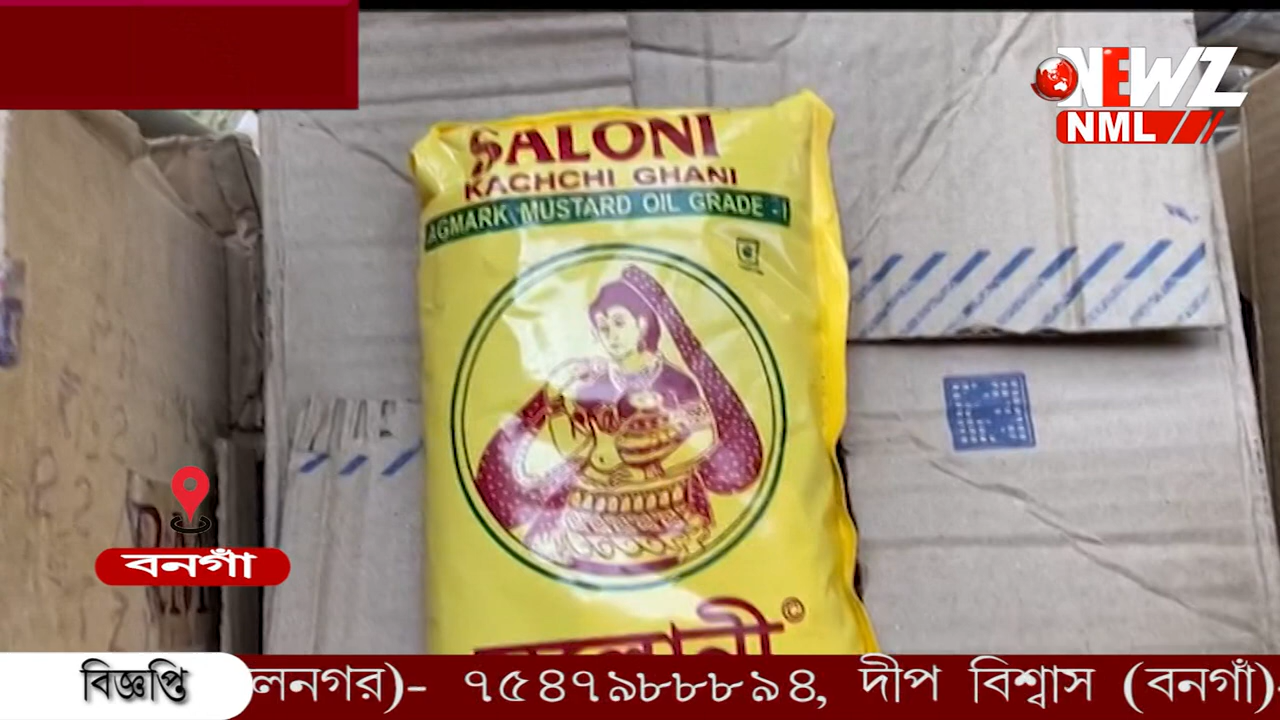 NEWZ
NML
SALONI
KACHCHI GHANI
AGMARK MUSTARD OIL GRADE - I
বনগাঁ
©
বিজ্ঞপ্তি
লনগর)- ৭৫৪৭৯৮৮৮৯৪, দীপ বিশ্বাস (বনগাঁ)-